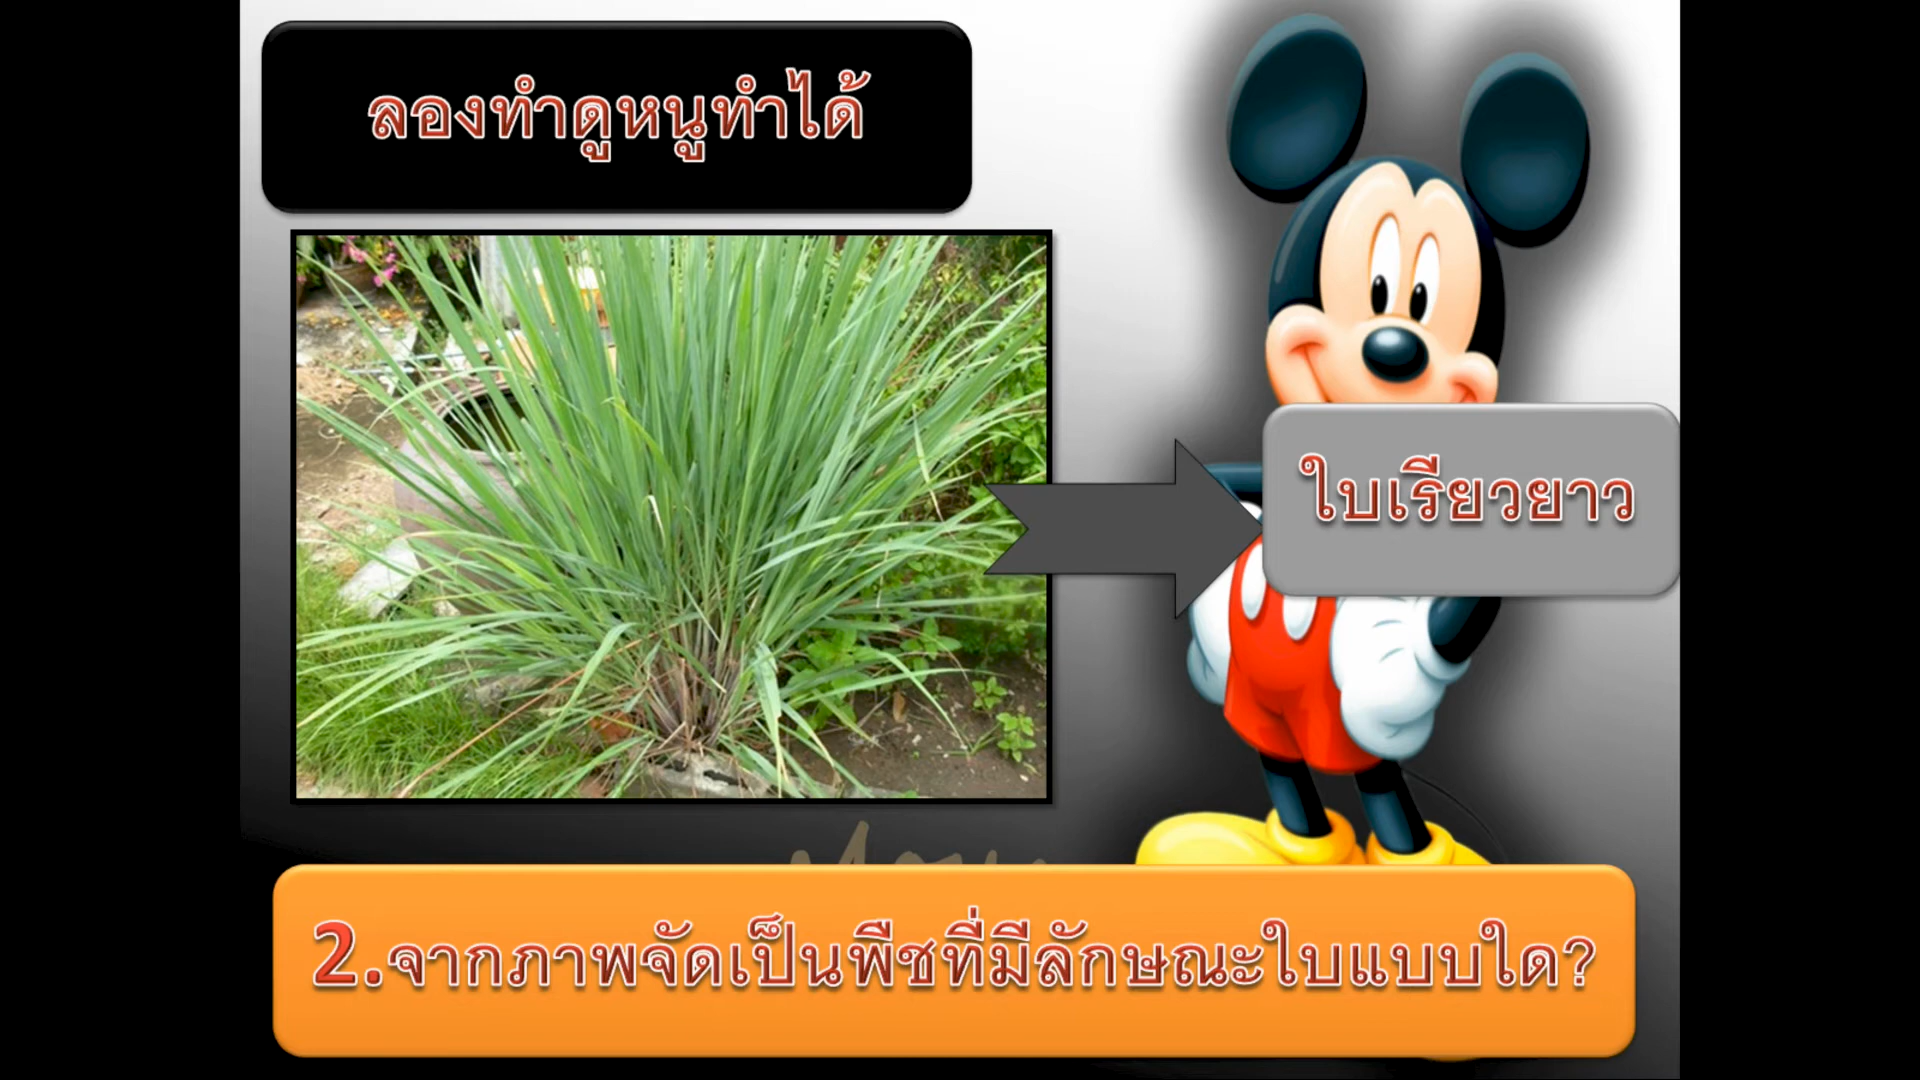 ลองทำดูหนูทำได้
ใบเรียวยาว
2.จากภาพจัดเป็นพืชที่มีลักษณะใบแบบใด?